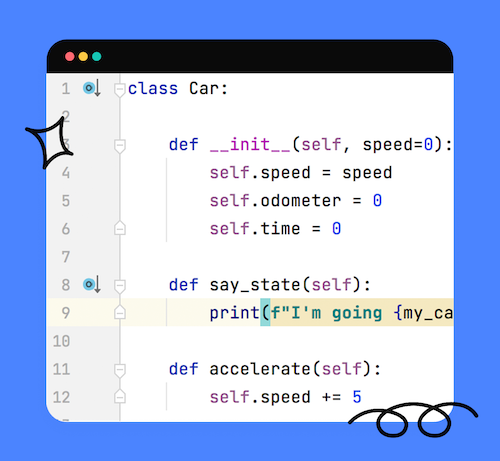 1 class Car:
2
3 def __init__(self, speed=0):
4 self.speed = speed
5 self.odometer = 0
6 self.time = 0
7
8 def say_state(self):
9 print(f"I'm going {my_ca
10
11 def accelerate(self):
12 self.speed += 5